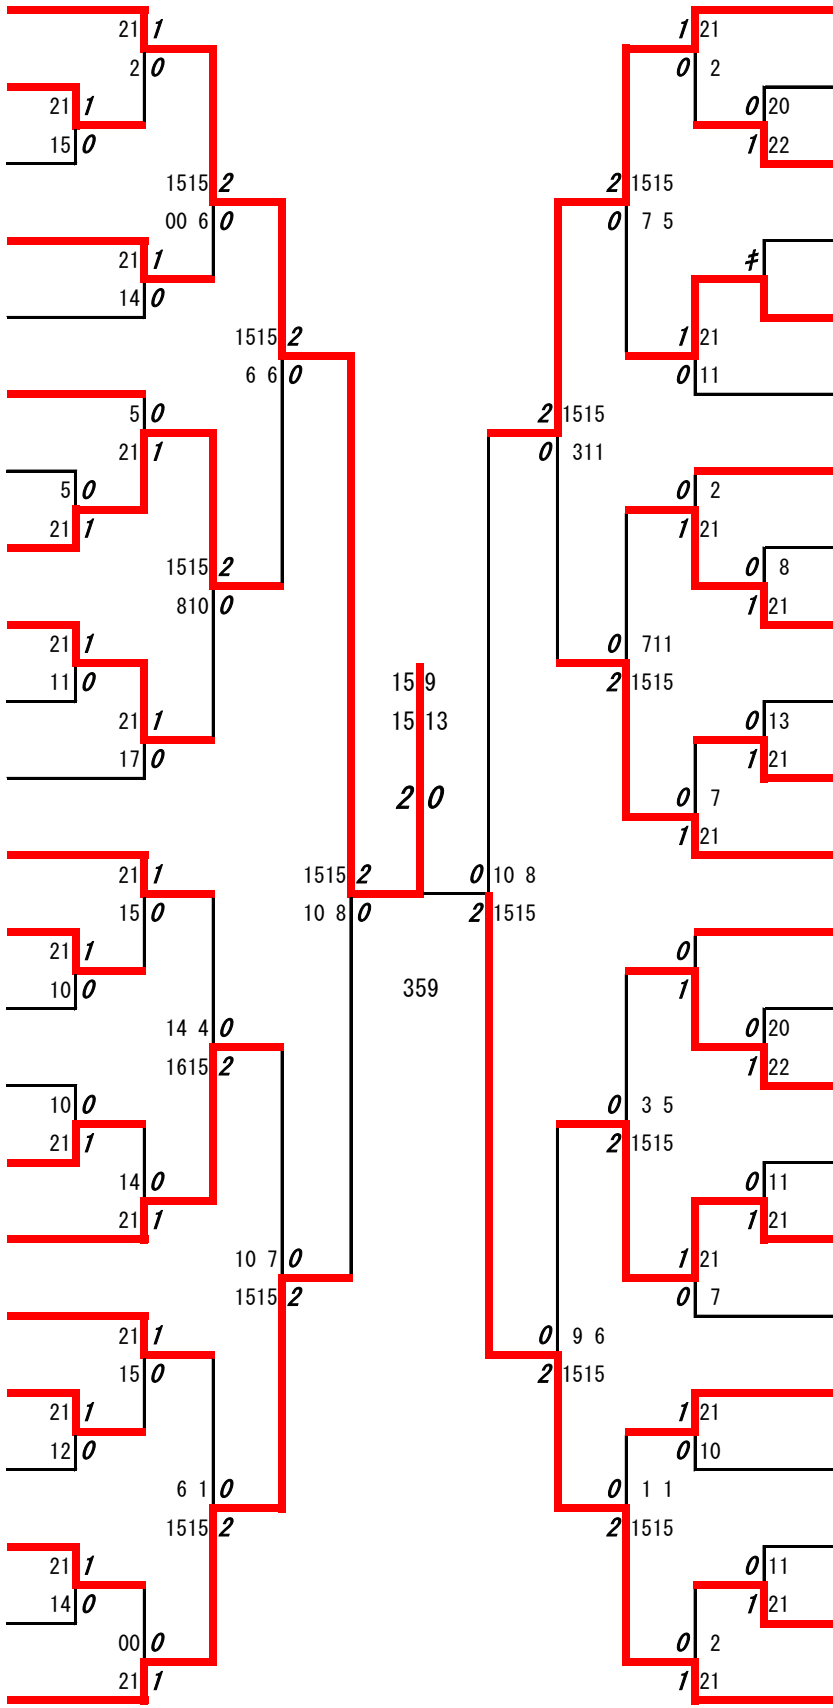 21 1 1 21
2 0 0 2
21 1 0 20
15 0 1 22
1515 2 2 1515
00 6 0 0 7 5
21 1 ≠
14 0
1515 2 1 21
6 6 0 0 11
5 0 2 1515
21 1 0 311
5 0 0 2
21 1 1 21
1515 2 0 8
810 0 1 21
21 1 0 711
11 0 15 9 2 1515
21 1 15 13 0 13
17 0 1 21
2 0 0 7
1 21
21 1 1515 2 0 10 8
15 0 10 8 0 2 1515
21 1 0
10 0 359 1
14 4 0 0 20
1615 2 1 22
10 0 0 3 5
21 1 2 1515
14 0 0 11
21 1 1 21
10 7 0 1 21
1515 2 0 7
21 1 0 9 6
15 0 2 1515
21 1 1 21
12 0 0 10
6 1 0 0 1 1
1515 2 2 1515
21 1 0 11
14 0 1 21
00 0 0 2
21 1 1 21